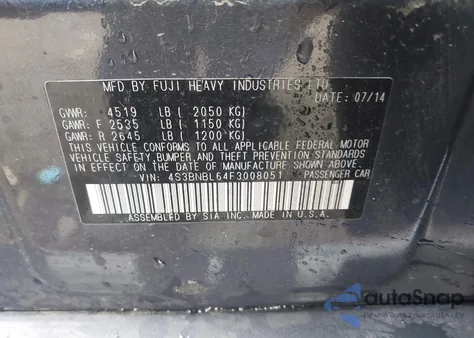 MFD BY FUJI HEAVY INDUSTRIES LTD.
DATE: 07/14
GVWR: 4519 LB ( 2050 KG)
GAWR: F 2535 LB ( 1150 KG)
GAWR: R 2645 LB ( 1200 KG)
THIS VEHICLE CONFORMS TO ALL APPLICABLE FEDERAL MOTOR
VEHICLE SAFETY, BUMPER, AND THEFT PREVENTION STANDARDS
IN EFFECT ON THE DATE OF MANUFACTURE SHOWN ABOVE.
VIN: 4S3BNBL64F3008051 PASSENGER CAR
ASSEMBLED BY SIA INC. MADE IN U.S.A.
autoSnap